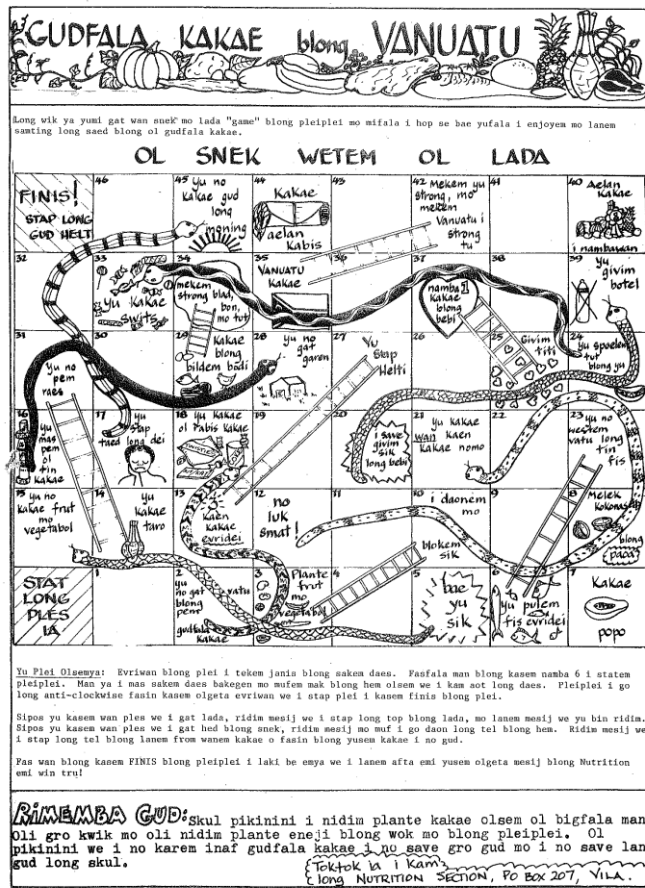 GUDFALA KAKAE blong VANUATU
Long wik ya yumi gat wan snek mo lada "game" blong pleiplei mo mifala i hop se bae yufala i enjoyem mo lanem
samting long saed blong ol gudfala kakae.
OL SNEK WETEM OL LADA
FINIS!
STAP LONG
GUD HELT
46
45 Yu no
kakae gud
long
moning
44
Kakae
aelan
kabis
43
42 Mekem yu
strong, mo
mekem
Vanuatu i
strong
tu
41
40 Aelan
kakae
i nambawan
32
33
yu kakae
swits
34
mekem
strong blad,
bon,
mo tut
35
VANUATU
KAKAE
36
37
namba 1
kakae
blong
bebi
38
39
yu
givim
botel
31
Yu no
pem
raes
30
29
Kakae
blong
bildem bodi
28
yu no
gat
garen
27
Yu
stap
Helti
26
25
Givim
titi
24
yu spoelem
tut
blong yu
16
yu
mas
pem
ol
tin
kakae
17
yu
stap
taed long dei
18 yu kakae
ol rabis kakae
19
20
i save
givim
sik
long bebi
21
yu kakae
wan kaen
kakae nomo
22
23
yu no
westem
vatu long
tin
fis
15
yu no
kakae frut
mo
vegetabol
14
yu
kakae
taro
13
kaen
kakae
evridei
12
no
luk
smat!
11
10
i daonem
mo
blokem
sik
9
8
Melek
kokonas
blong
STAT
LONG
PLES
IA
1
2
yu
no gat vatu
blong
pem
gudfala
kakae
3
Plante
frut
mo
vegetabol
4
5
bae
yu
sik
6
yu pulem
fis evridei
7
Kakae
popo
Yu Plei Olsemya: Evriwan blong plei i tekem janis blong sakem daes. Fasfala man blong kasem namba 6 i statem
pleiplei. Man ya i mas sakem daes bakegen mo mufem mak blong hem olsem we i kam aot long daes. Pleiplei i go
long anti-clockwise fasin kasem olgeta evriwan we i stap plei i kasem finis blong plei.
Sipos yu kasem wan ples we i gat lada, ridim mesij we i stap long top blong lada, mo lanem mesij we yu bin ridim.
Sipos yu kasem wan ples we i gat hed blong snek, ridim mesij mo muf i go daon long tel blong hem. Ridim mesij we
i stap long tel blong lanem from wanem kakae o fasin blong yusem kakae i no gud.
Fas wan blong kasem FINIS blong pleiplei i laki be emya we i lanem afta emi yusem olgeta mesij blong Nutrition
emi win tru!
RIMEMBA GUD: Skul pikinini i nidim plante kakae olsem ol bigfala man
Oli gro kwik mo oli nidim plante eneji blong wok mo blong pleiplei. Ol
pikinini we i no karem inaf gudfala kakae i no save gro gud mo i no save lan
gud long skul.
Toktok ia i kam
long NUTRITION SECTION, PO BOX 207, VILA.